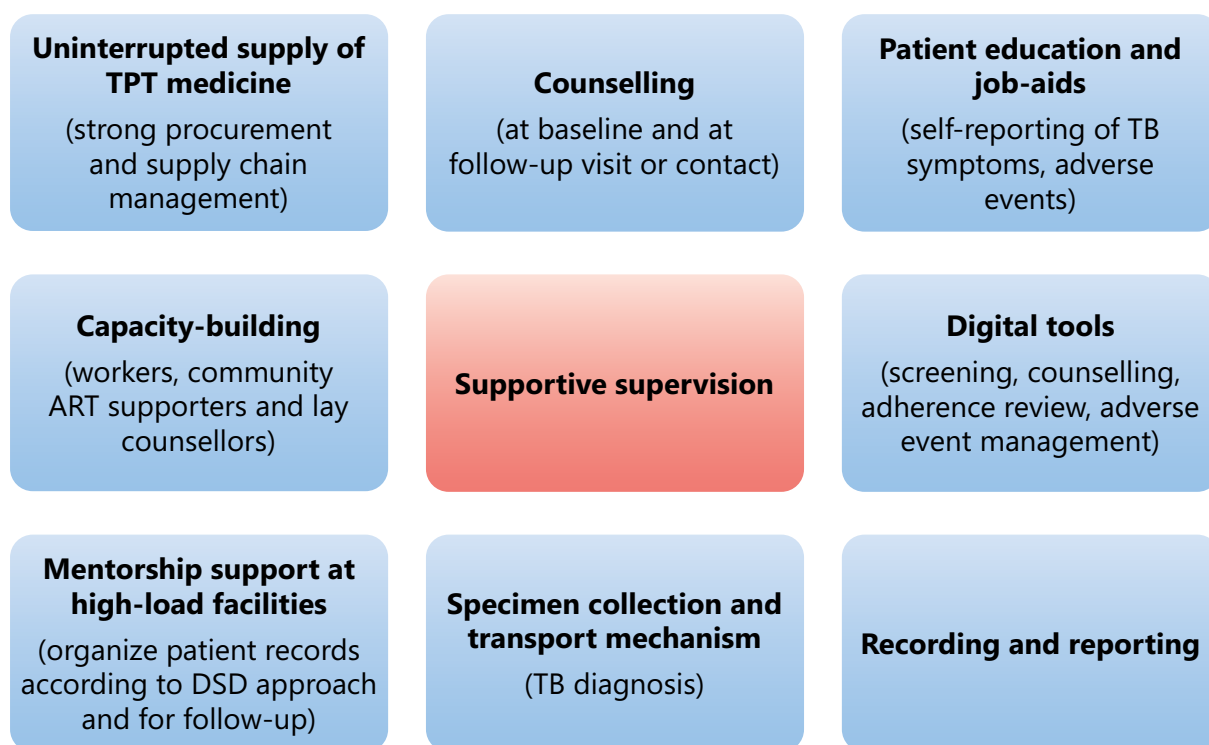 Uninterrupted supply of
TPT medicine
(strong procurement
and supply chain
management)
Counselling
(at baseline and at
follow-up visit or contact)
Patient education and
job-aids
(self-reporting of TB
symptoms, adverse
events)
Capacity-building
(workers, community
ART supporters and lay
counsellors)
Supportive supervision
Digital tools
(screening, counselling,
adherence review, adverse
event management)
Mentorship support at
high-load facilities
(organize patient records
according to DSD approach
and for follow-up)
Specimen collection and
transport mechanism
(TB diagnosis)
Recording and reporting